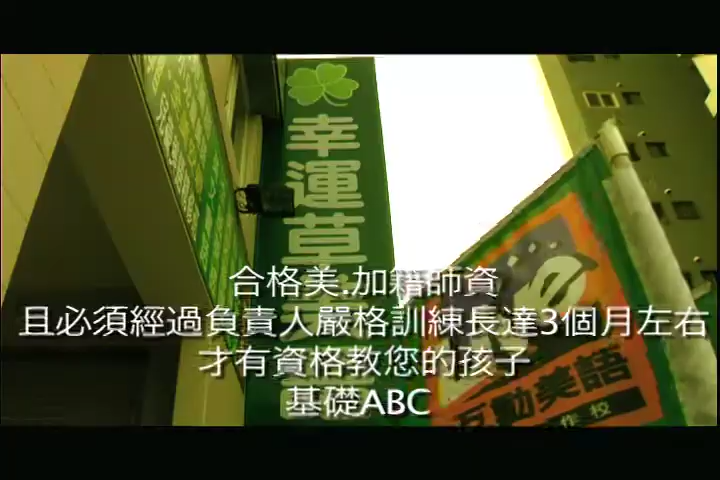 幸運草
合格美.加籍師資
且必須經過負責人嚴格訓練長達3個月左右
才有資格教您的孩子
基礎ABC
互動美語
作校